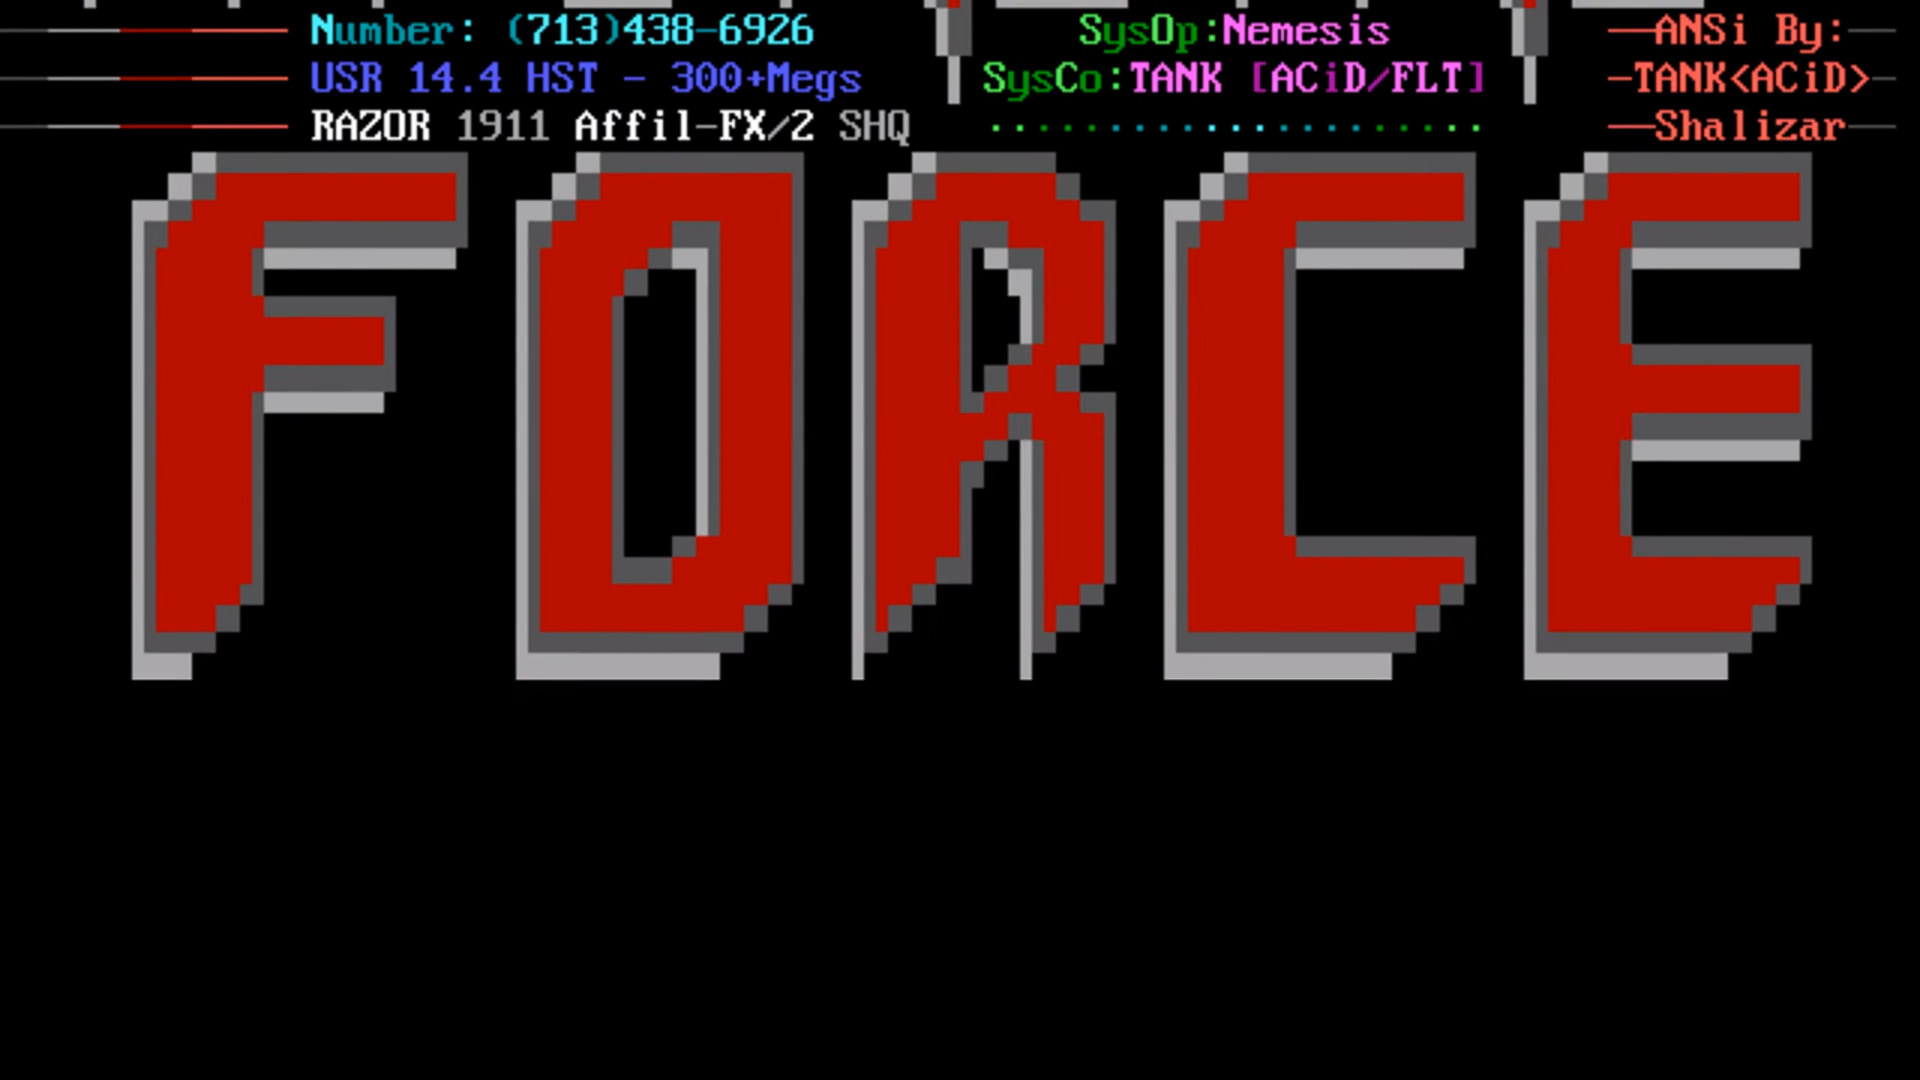 Number: (713)438-6926 SysOp:Nemesis ——ANSi By:——
USR 14.4 HST - 300+Megs SysCo:TANK [ACiD/FLT] —TANK<ACiD>—
RAZOR 1911 Affil-FX/2 SHQ ..................... ——Shalizar——
FORCE